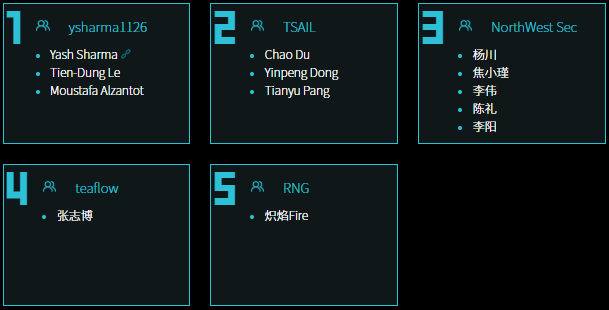 1 ysharma1126
Yash Sharma
Tien-Dung Le
Moustafa Alzantot
2 TSAIL
Chao Du
Yinpeng Dong
Tianyu Pang
3 NorthWest Sec
杨川
焦小瑾
李伟
陈礼
李阳
4 teaflow
张志博
5 RNG
炽焰Fire